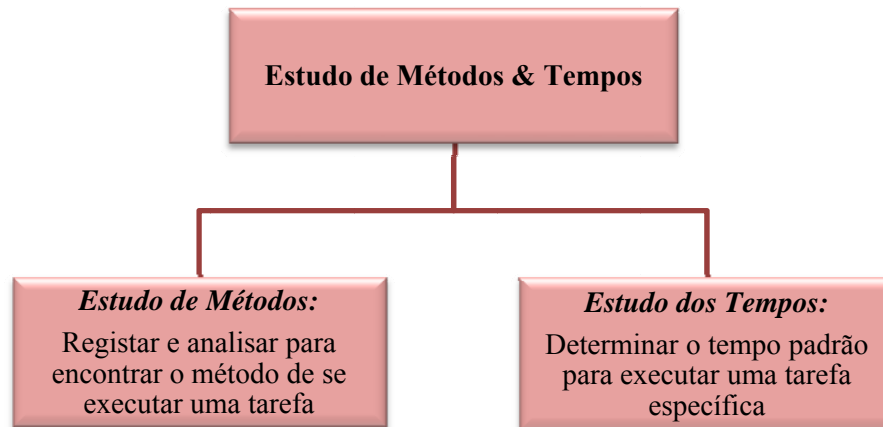 Estudo de Métodos & Tempos
Estudo de Métodos:
Registar e analisar para
encontrar o método de se
executar uma tarefa
Estudo dos Tempos:
Determinar o tempo padrão
para executar uma tarefa
específica